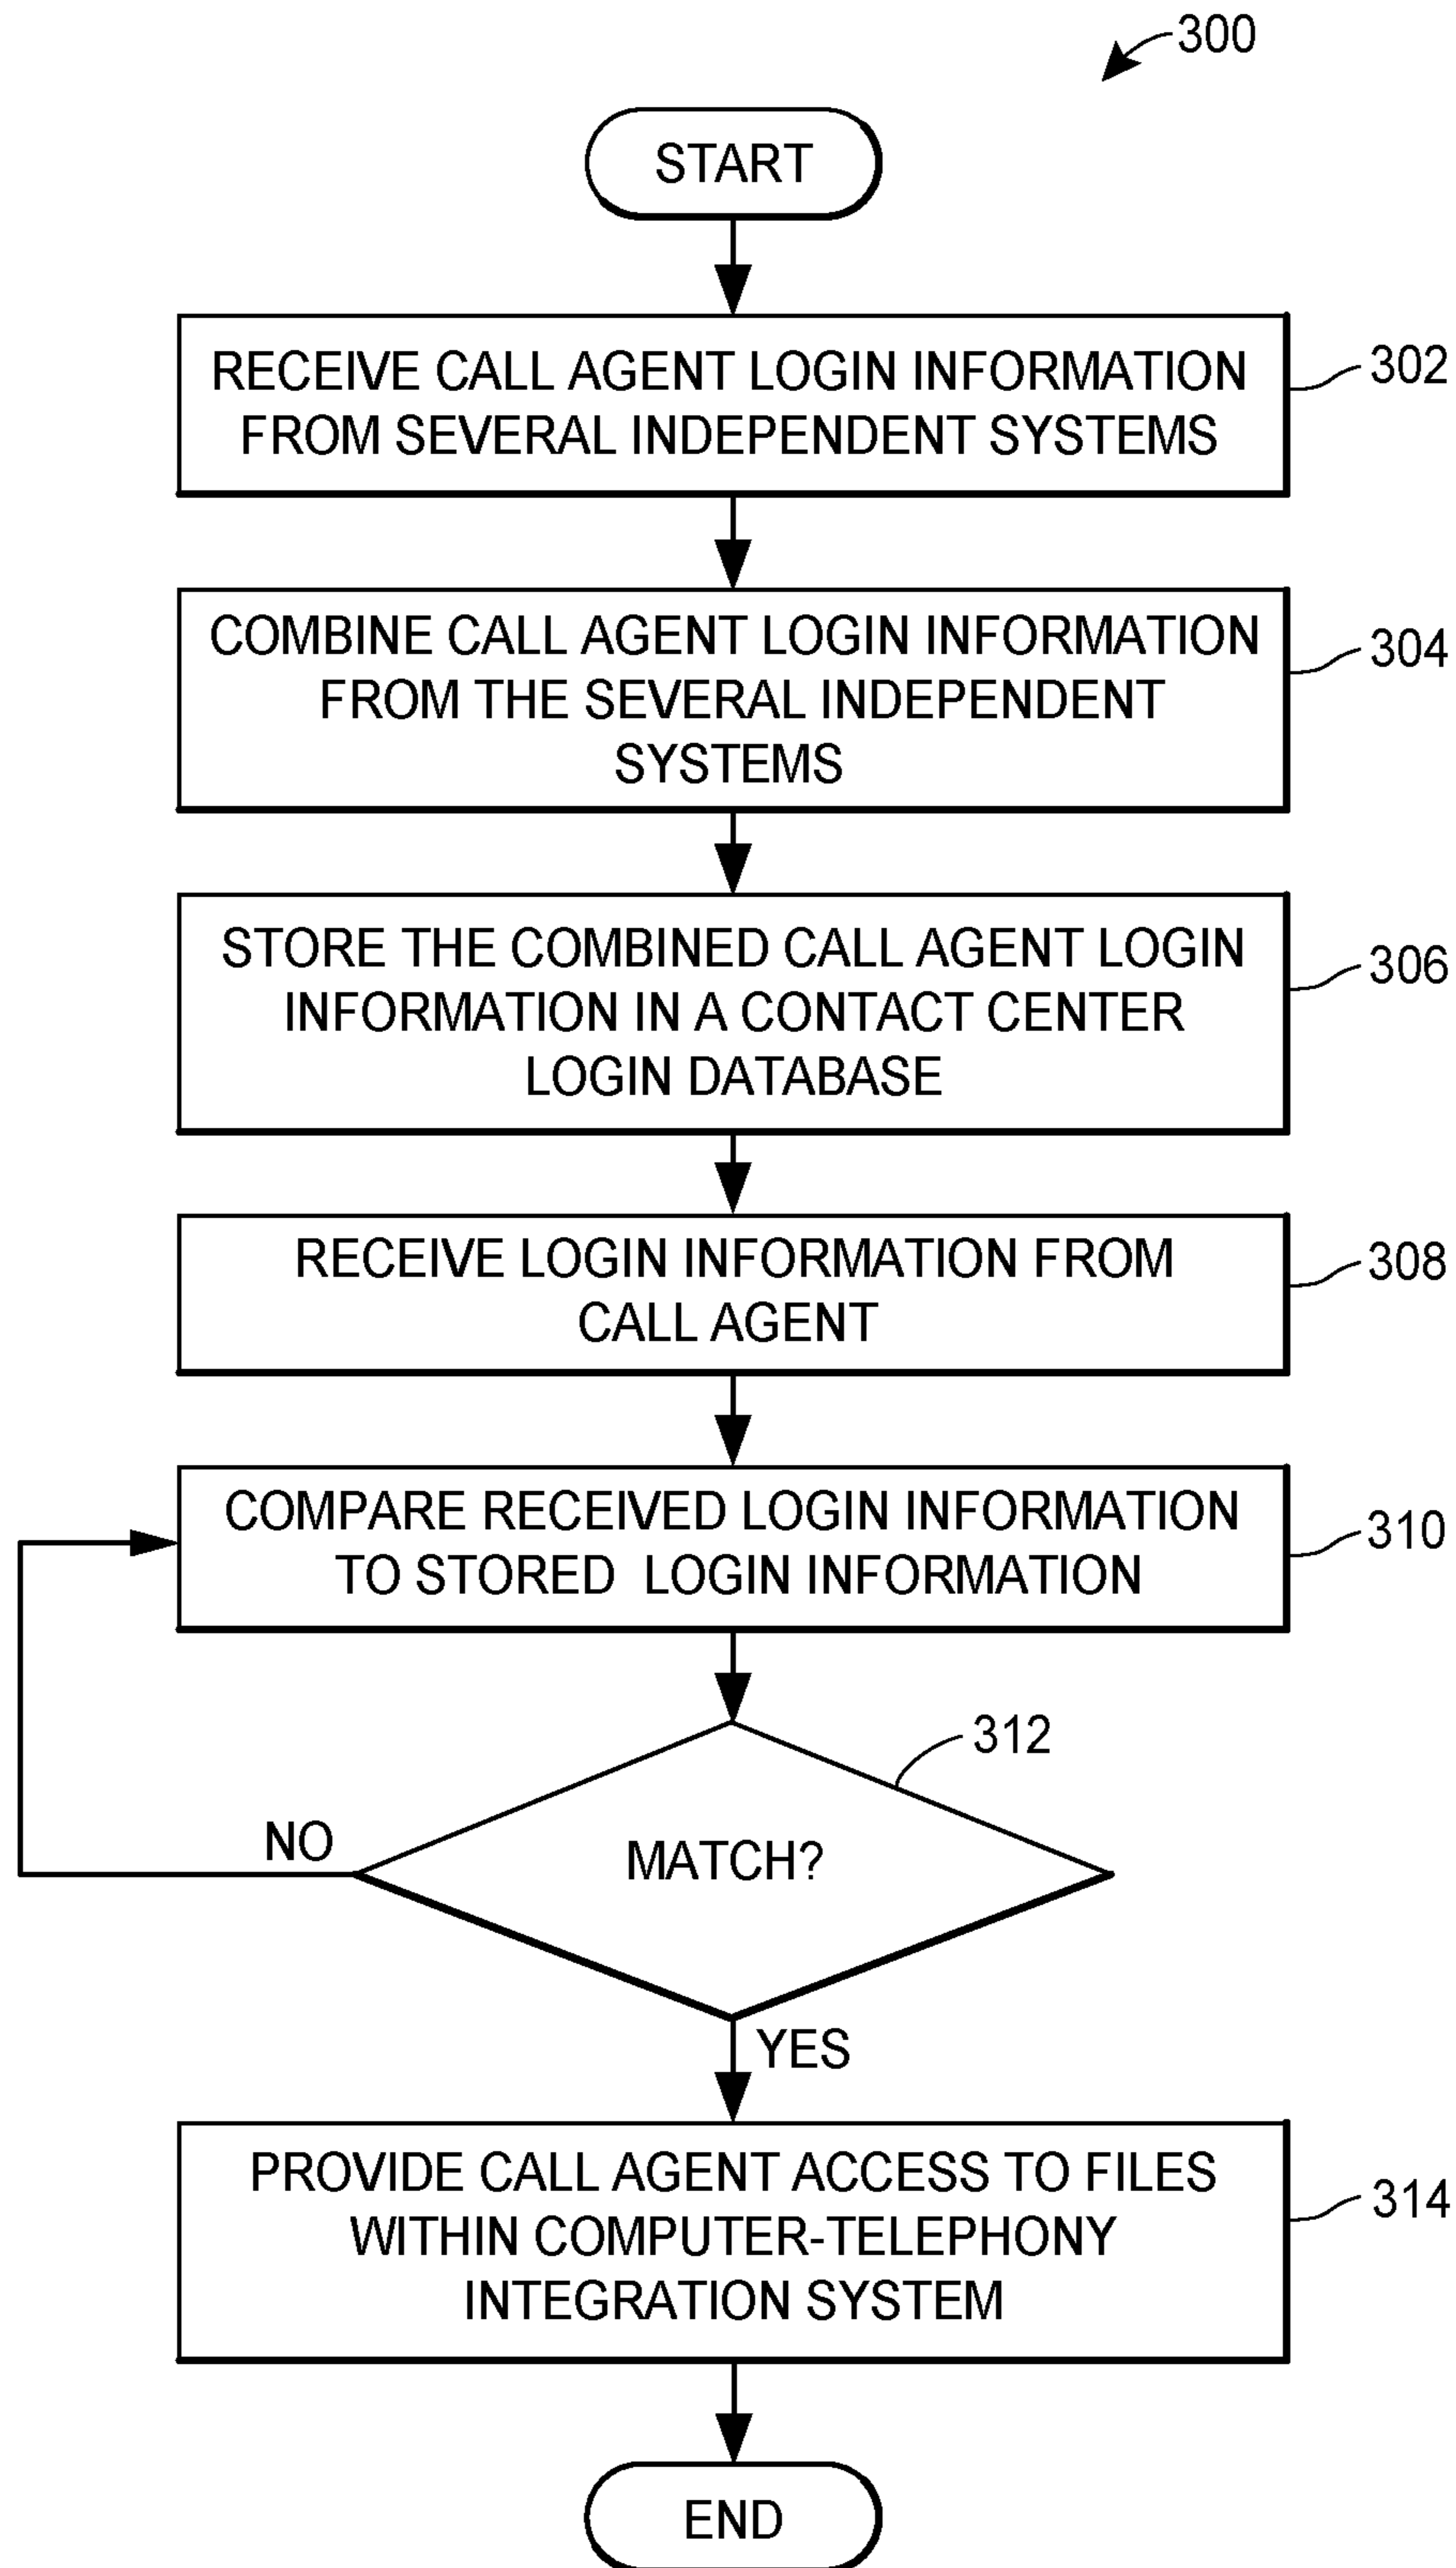 300
START
RECEIVE CALL AGENT LOGIN INFORMATION
FROM SEVERAL INDEPENDENT SYSTEMS
302
COMBINE CALL AGENT LOGIN INFORMATION
FROM THE SEVERAL INDEPENDENT
SYSTEMS
304
STORE THE COMBINED CALL AGENT LOGIN
INFORMATION IN A CONTACT CENTER
LOGIN DATABASE
306
RECEIVE LOGIN INFORMATION FROM
CALL AGENT
308
COMPARE RECEIVED LOGIN INFORMATION
TO STORED LOGIN INFORMATION
310
312
MATCH?
NO
YES
PROVIDE CALL AGENT ACCESS TO FILES
WITHIN COMPUTER-TELEPHONY
INTEGRATION SYSTEM
314
END